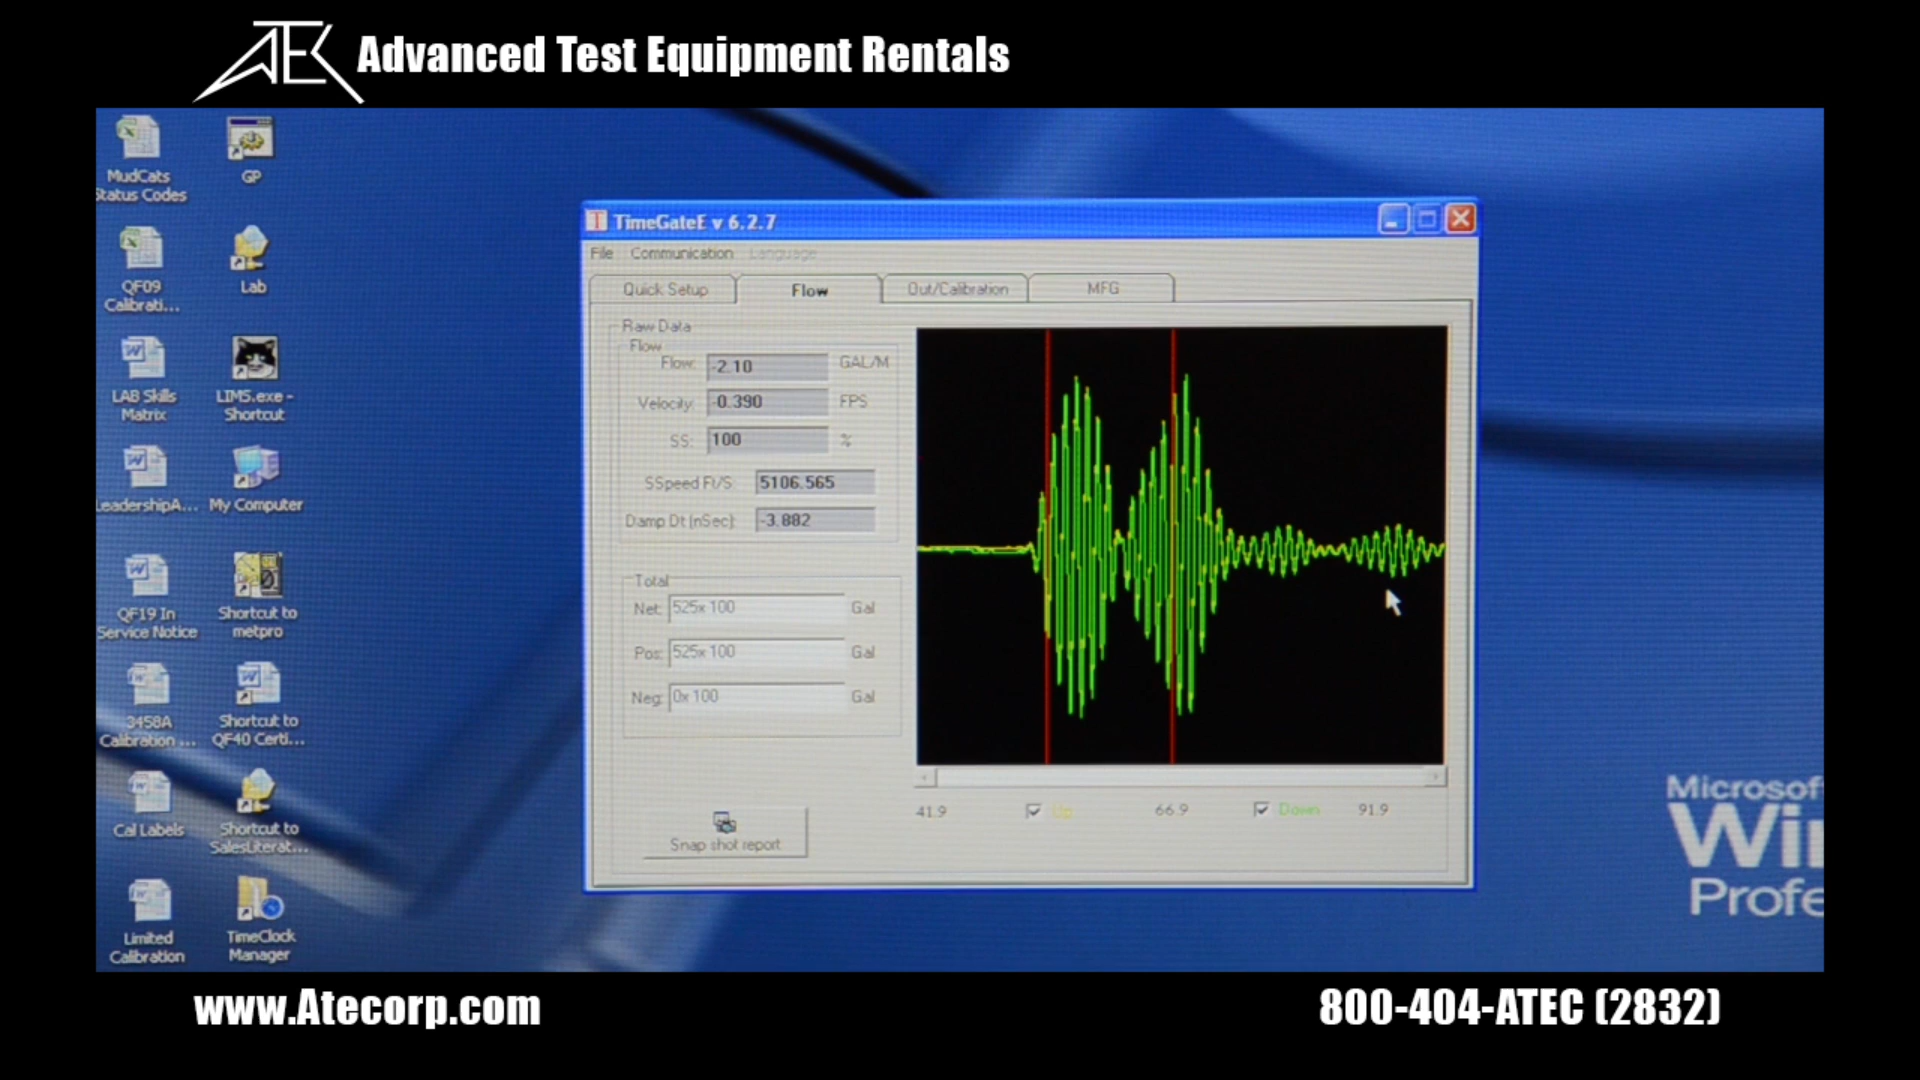 ATEC Advanced Test Equipment Rentals
MudCats
Status Codes
GP
QF09
Calibrati...
Lab
LAB Skills
Matrix
LIMS.exe -
Shortcut
LeadershipA...
My Computer
QF19 In
Service Notice
Shortcut to
metpro
3458A
Calibration ...
Shortcut to
QF40 Certi...
Cal Labels
Shortcut to
SalesLiterat...
Limited
Calibration
TimeClock
Manager
TimeGateE v 6.2.7
File Communication Language
Quick Setup Flow Out/Calibration MFG
Raw Data
Flow
Flow: -2.10 GAL/M
Velocity: -0.390 FPS
SS: 100 %
SSpeed Ft/S 5106.565
Damp Dt (nSec): -3.882
Total
Net: 525x 100 Gal
Pos: 525x 100 Gal
Neg: 0x 100 Gal
Snap shot report
41.9 Up 66.9 Down 91.9
Microsof
Wi
Profe
www.Atecorp.com
800-404-ATEC (2832)